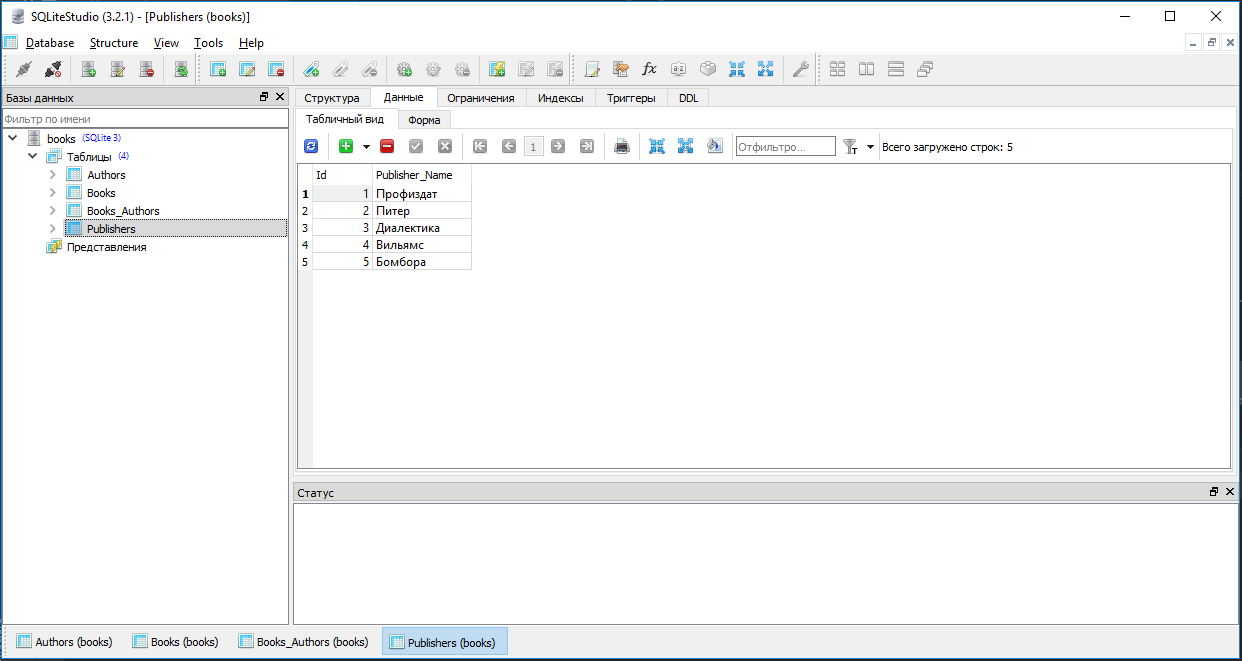 SQLiteStudio (3.2.1) - [Publishers (books)]
Database Structure View Tools Help
Базы данных
Фильтр по имени
books (SQLite 3)
Таблицы (4)
Authors
Books
Books_Authors
Publishers
Представления
Структура Данные Ограничения Индексы Триггеры DDL
Табличный вид Форма
1 Отфильтро... Всего загружено строк: 5
Id Publisher_Name
1 1 Профиздат
2 2 Питер
3 3 Диалектика
4 4 Вильямс
5 5 Бомбора
Статус
Authors (books) Books (books) Books_Authors (books) Publishers (books)